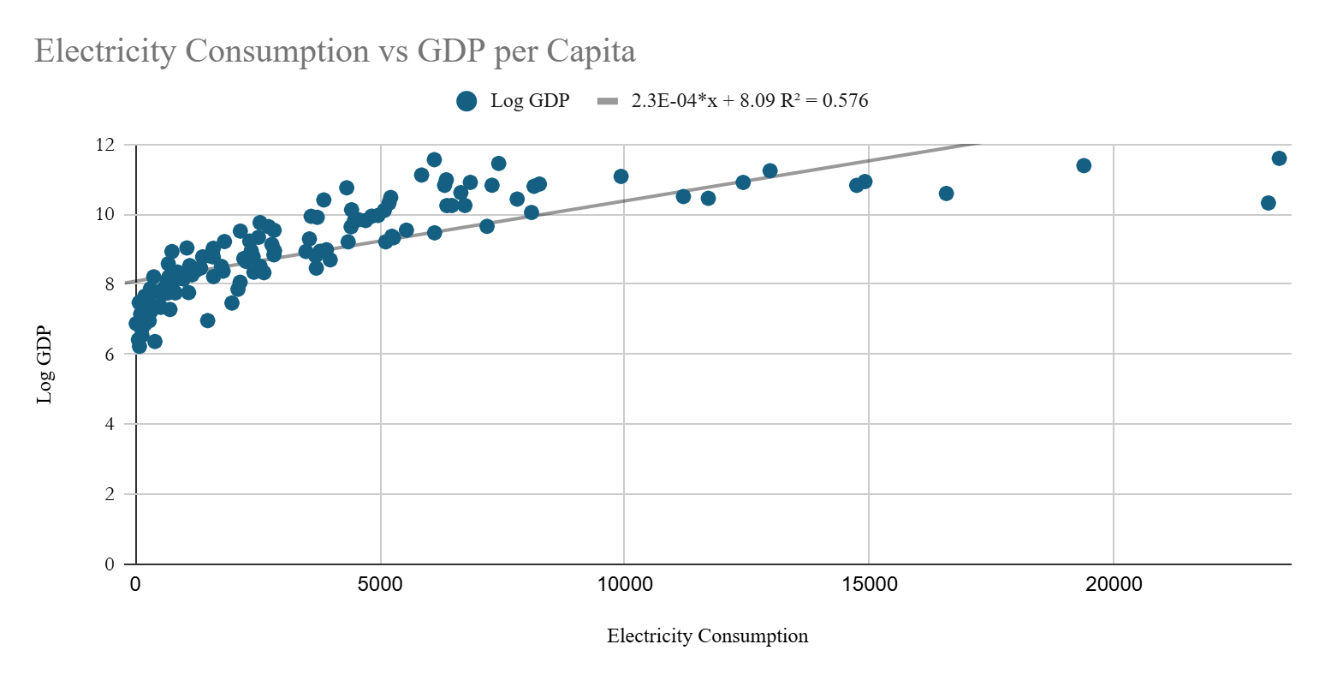 Electricity Consumption vs GDP per Capita
Log GDP 2.3E-04*x + 8.09 R² = 0.576
12
10
8
6
4
2
0
Log GDP
0 5000 10000 15000 20000
Electricity Consumption